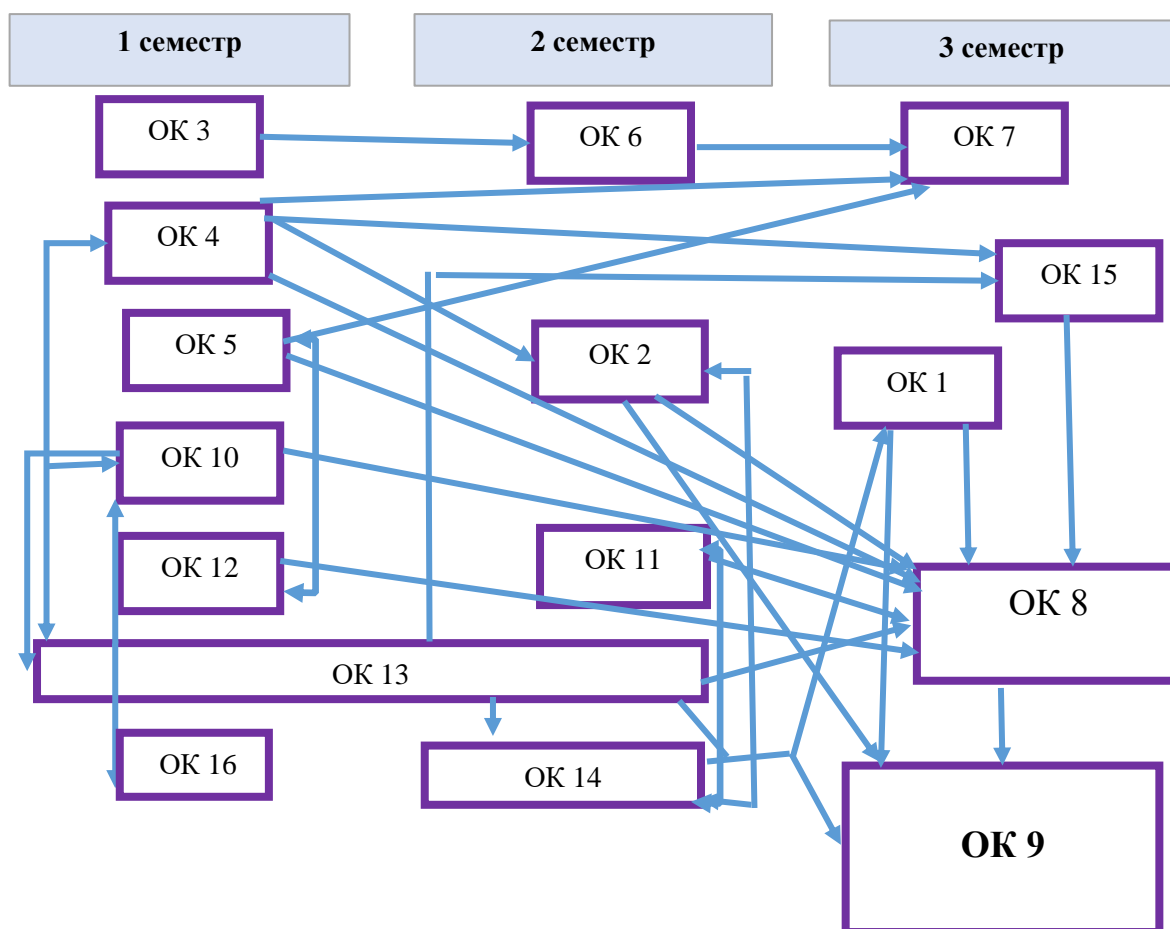 1 семестр
2 семестр
3 семестр
ОК 3
ОК 6
ОК 7
ОК 4
ОК 15
ОК 5
ОК 2
ОК 1
ОК 10
ОК 12
ОК 11
ОК 8
ОК 13
ОК 16
ОК 14
ОК 9